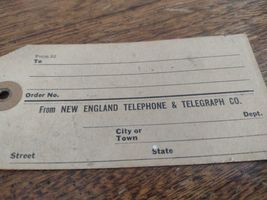 To
Order No.
From NEW ENGLAND TELEPHONE & TELEGRAPH CO.
Dept.
City or
Town
Street State